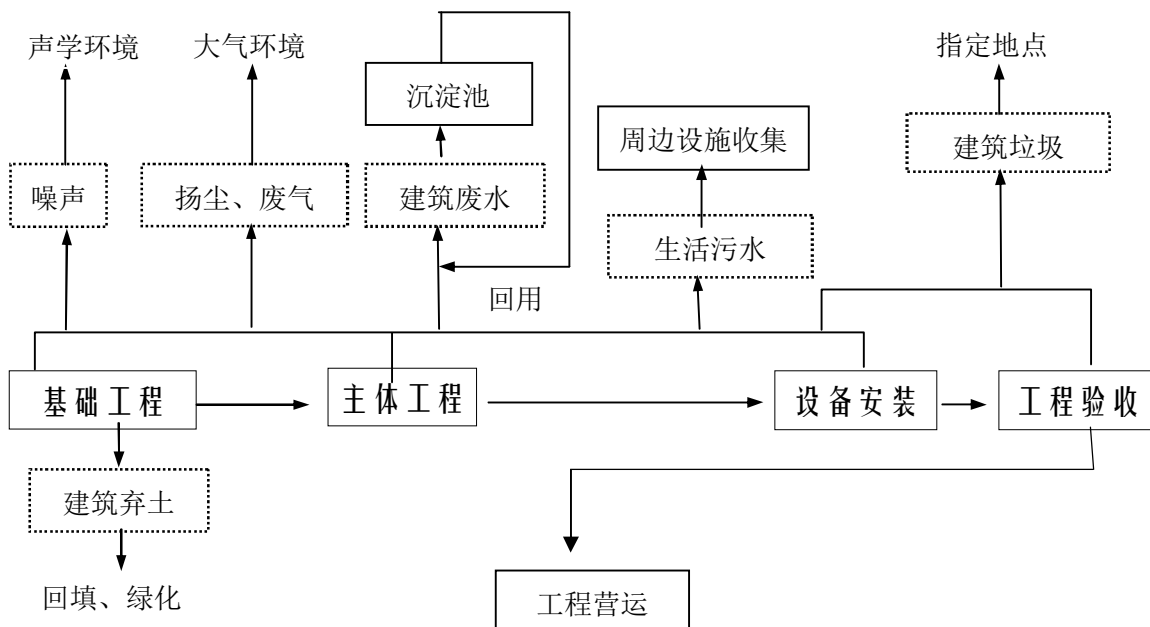 声学环境
大气环境
指定地点
沉淀池
周边设施收集
建筑垃圾
噪声
扬尘、废气
建筑废水
生活污水
回用
基础工程
主体工程
设备安装
工程验收
建筑弃土
回填、绿化
工程营运